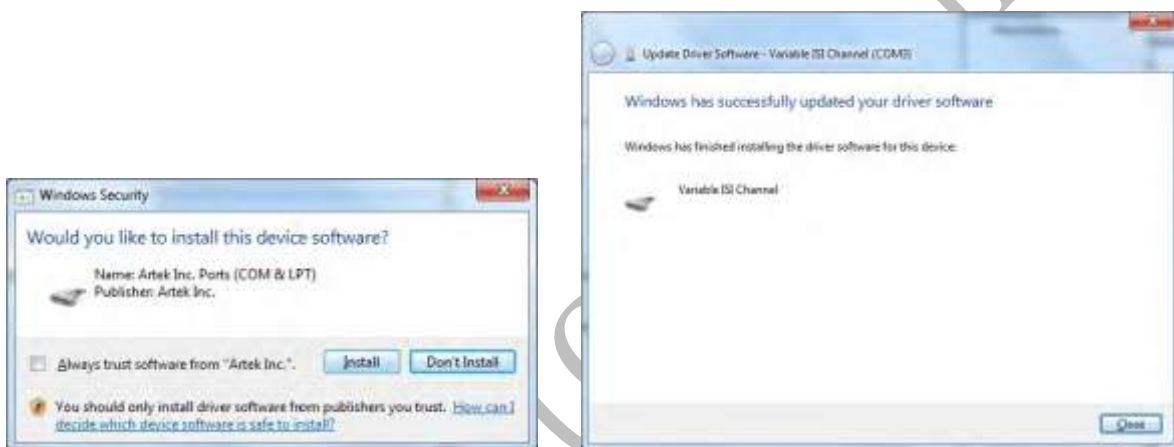 Windows Security
Would you like to install this device software?
Name: Artek Inc. Ports (COM & LPT)
Publisher: Artek Inc.
Always trust software from "Artek Inc.".
Install
Don't Install
You should only install driver software from publishers you trust. How can I
decide which device software is safe to install?
Update Driver Software - Variable ISI Channel (COM3)
Windows has successfully updated your driver software
Windows has finished installing the driver software for this device:
Variable ISI Channel
Close